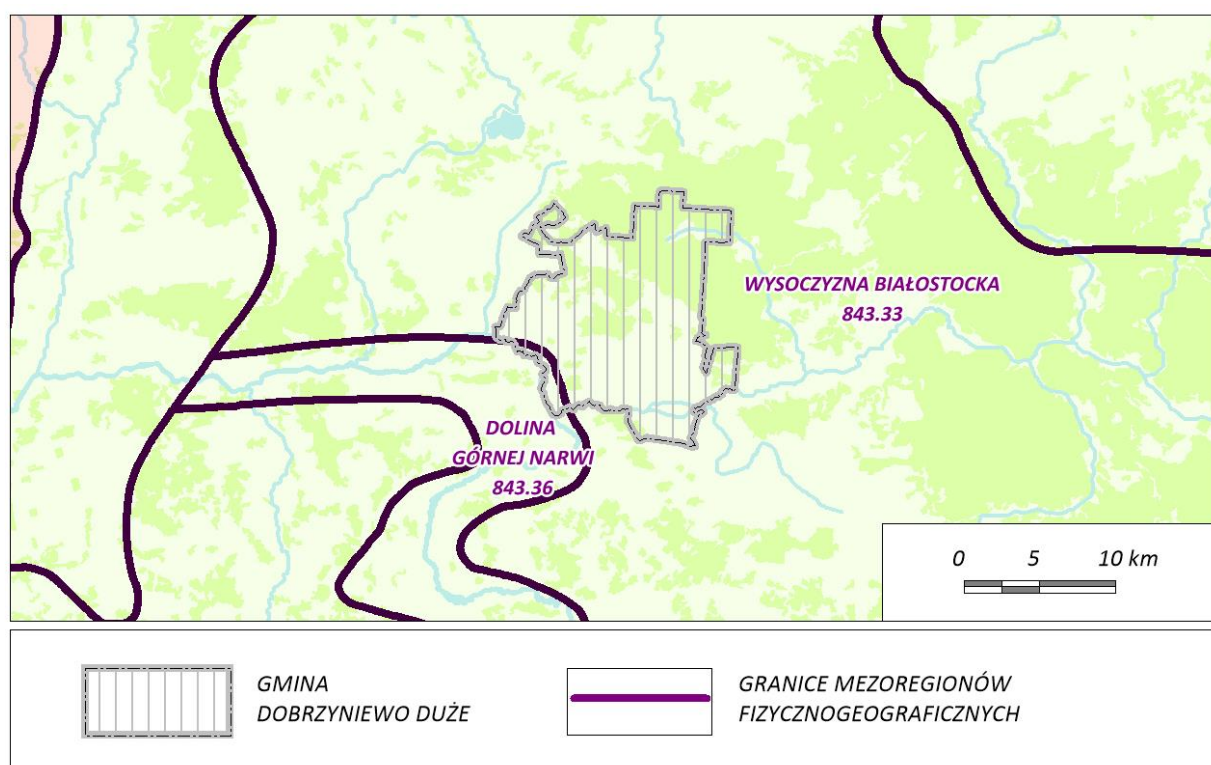 WYSOCZYZNA BIAŁOSTOCKA
843.33
DOLINA
GÓRNEJ NARWI
843.36
0 5 10 km
GMINA
DOBRZYNIEWO DUŻE
GRANICE MEZOREGIONÓW
FIZYCZNOGEOGRAFICZNYCH